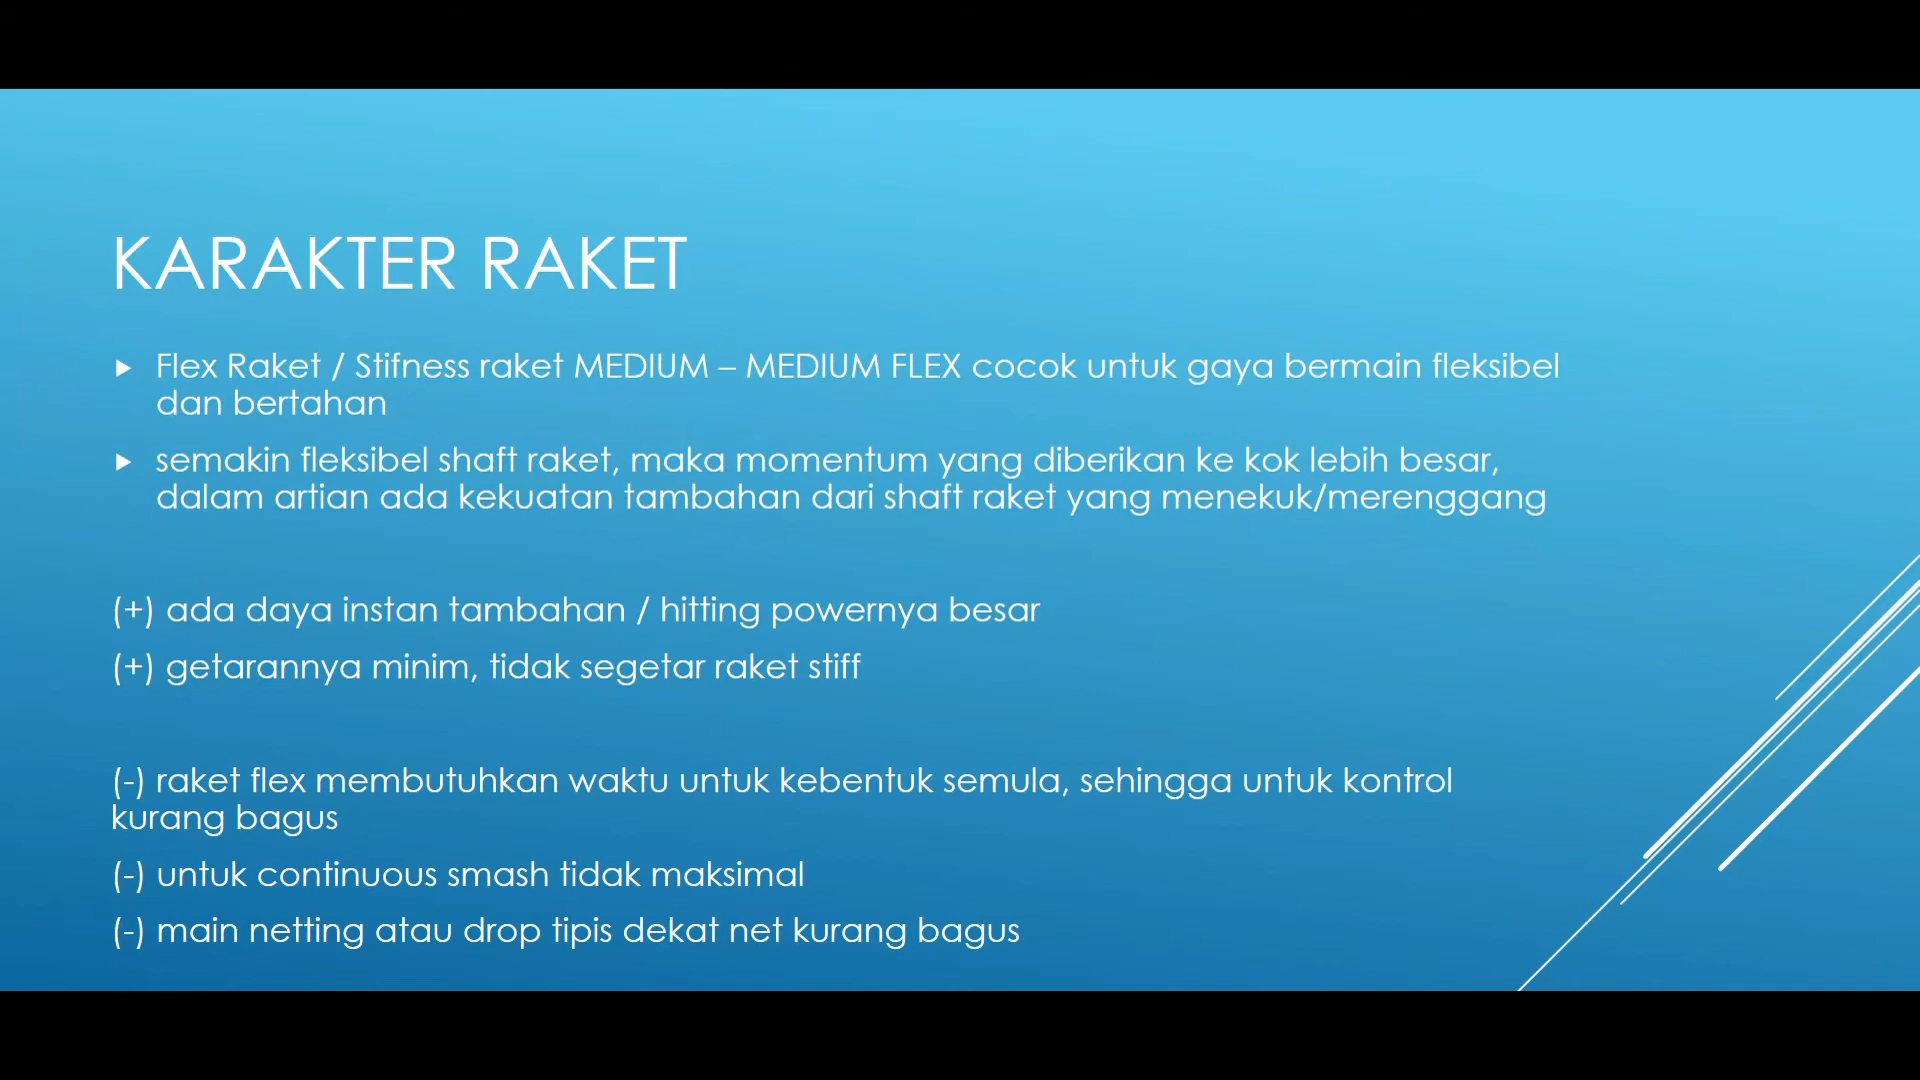 KARAKTER RAKET
Flex Raket / Stifness raket MEDIUM – MEDIUM FLEX cocok untuk gaya bermain fleksibel
dan bertahan
semakin fleksibel shaft raket, maka momentum yang diberikan ke kok lebih besar,
dalam artian ada kekuatan tambahan dari shaft raket yang menekuk/merenggang
(+) ada daya instan tambahan / hitting powernya besar
(+) getarannya minim, tidak segetar raket stiff
(-) raket flex membutuhkan waktu untuk kebentuk semula, sehingga untuk kontrol
kurang bagus
(-) untuk continuous smash tidak maksimal
(-) main netting atau drop tipis dekat net kurang bagus